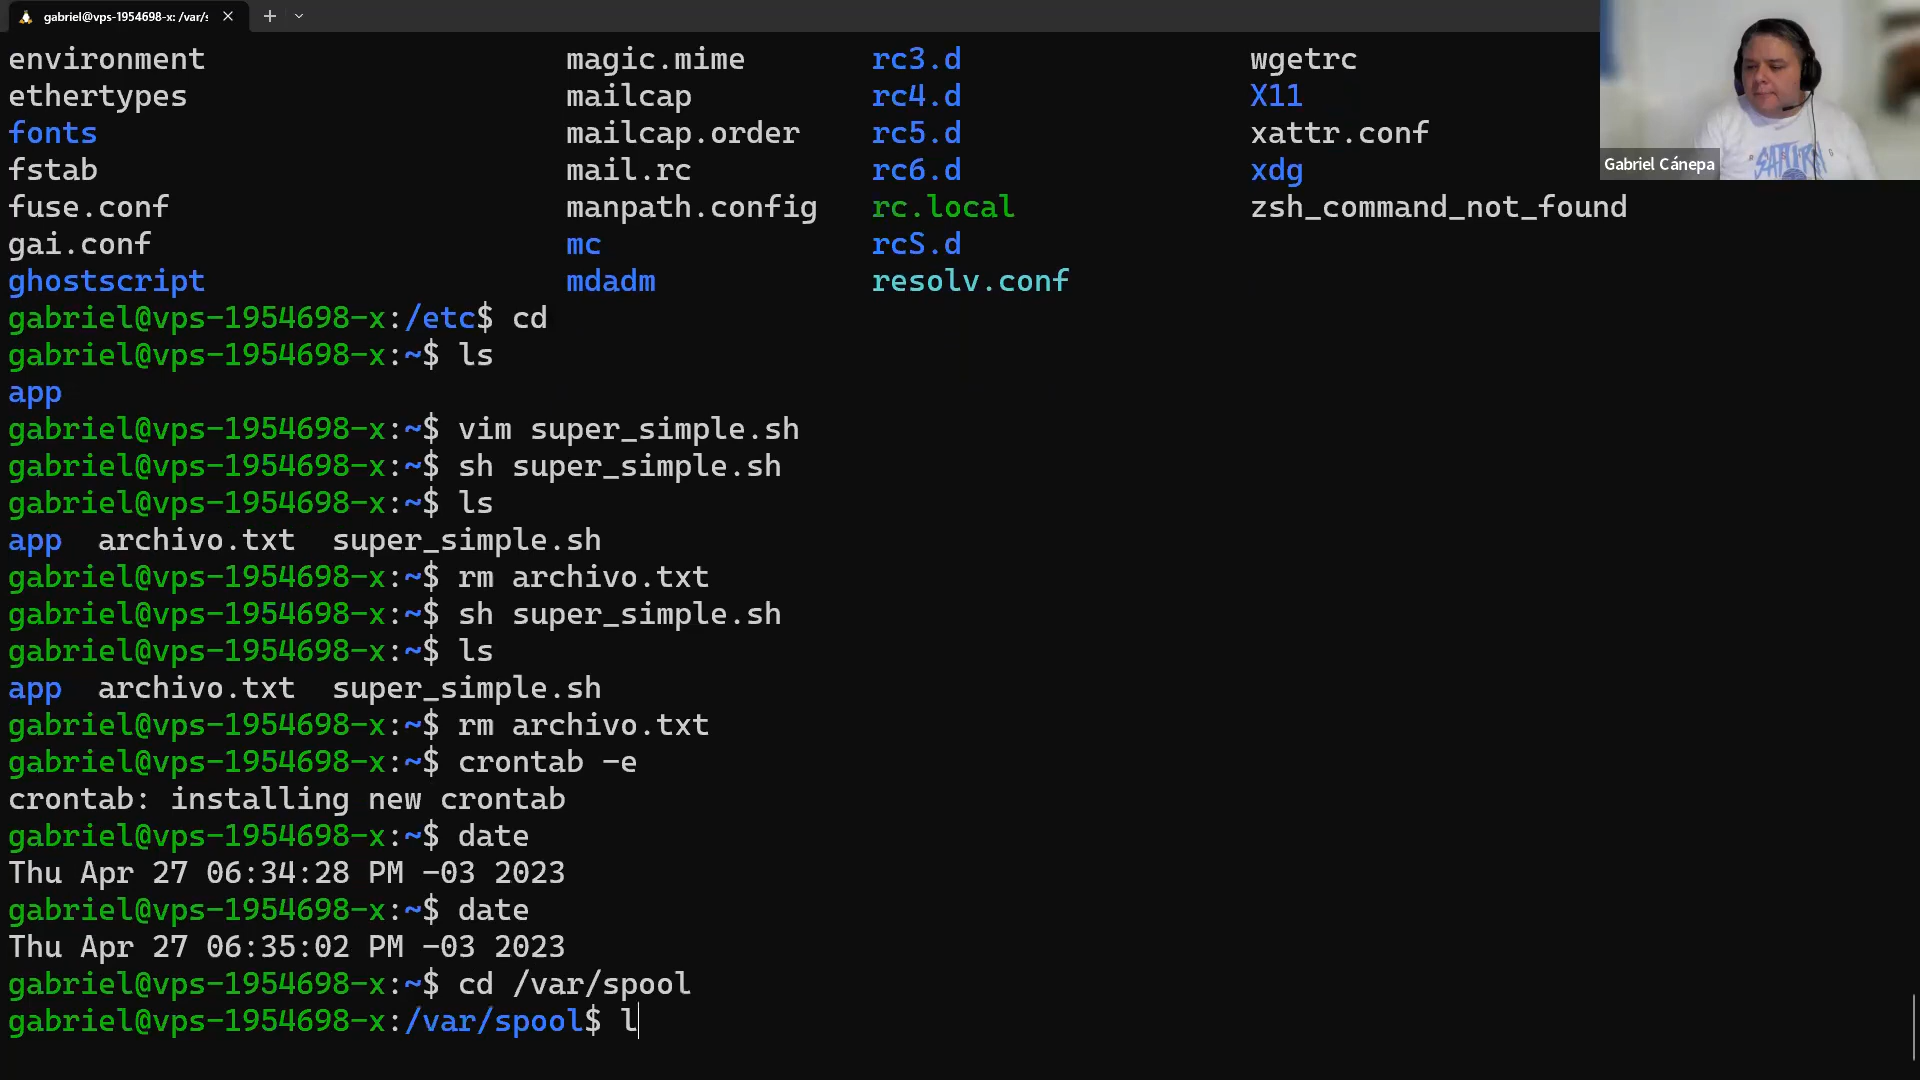 gabriel@vps-1954698-x: /var/s
environment magic.mime rc3.d wgetrc
ethertypes mailcap rc4.d X11
fonts mailcap.order rc5.d xattr.conf
fstab mail.rc rc6.d xdg
fuse.conf manpath.config rc.local zsh_command_not_found
gai.conf mc rcS.d
ghostscript mdadm resolv.conf
gabriel@vps-1954698-x:/etc$ cd
gabriel@vps-1954698-x:~$ ls
app
gabriel@vps-1954698-x:~$ vim super_simple.sh
gabriel@vps-1954698-x:~$ sh super_simple.sh
gabriel@vps-1954698-x:~$ ls
app archivo.txt super_simple.sh
gabriel@vps-1954698-x:~$ rm archivo.txt
gabriel@vps-1954698-x:~$ sh super_simple.sh
gabriel@vps-1954698-x:~$ ls
app archivo.txt super_simple.sh
gabriel@vps-1954698-x:~$ rm archivo.txt
gabriel@vps-1954698-x:~$ crontab -e
crontab: installing new crontab
gabriel@vps-1954698-x:~$ date
Thu Apr 27 06:34:28 PM -03 2023
gabriel@vps-1954698-x:~$ date
Thu Apr 27 06:35:02 PM -03 2023
gabriel@vps-1954698-x:~$ cd /var/spool
gabriel@vps-1954698-x:/var/spool$ l
Gabriel Cánepa